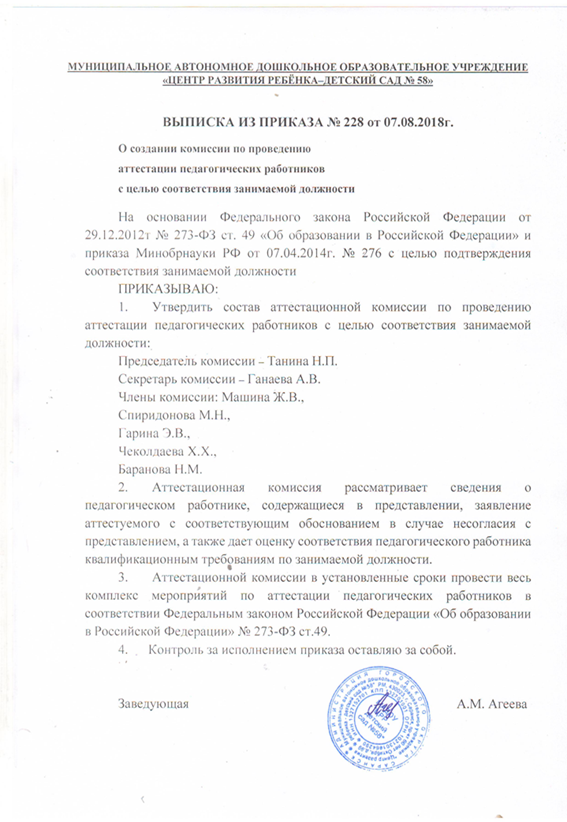 МУНИЦИПАЛЬНОЕ АВТОНОМНОЕ ДОШКОЛЬНОЕ ОБРАЗОВАТЕЛЬНОЕ УЧРЕЖДЕНИЕ
«ЦЕНТР РАЗВИТИЯ РЕБЁНКА–ДЕТСКИЙ САД № 58»
ВЫПИСКА ИЗ ПРИКАЗА № 228 от 07.08.2018г.
О создании комиссии по проведению
аттестации педагогических работников
с целью соответствия занимаемой должности
На основании Федерального закона Российской Федерации от
29.12.2012т № 273-ФЗ ст. 49 «Об образовании в Российской Федерации» и
приказа Минобрнауки РФ от 07.04.2014г. № 276 с целью подтверждения
соответствия занимаемой должности
ПРИКАЗЫВАЮ:
1. Утвердить состав аттестационной комиссии по проведению
аттестации педагогических работников с целью соответствия занимаемой
должности:
Председатель комиссии – Танина Н.П.
Секретарь комиссии – Ганаева А.В.
Члены комиссии: Машина Ж.В.,
Спиридонова М.Н.,
Гарина Э.В.,
Чеколдаева Х.Х.,
Баранова Н.М.
2. Аттестационная комиссия рассматривает сведения о
педагогическом работнике, содержащиеся в представлении, заявление
аттестуемого с соответствующим обоснованием в случае несогласия с
представлением, а также дает оценку соответствия педагогического работника
квалификационным требованиям по занимаемой должности.
3. Аттестационной комиссии в установленные сроки провести весь
комплекс мероприятий по аттестации педагогических работников в
соответствии Федеральным законом Российской Федерации «Об образовании
в Российской Федерации» № 273-ФЗ ст.49.
4. Контроль за исполнением приказа оставляю за собой.
Заведующая А.М. Агеева